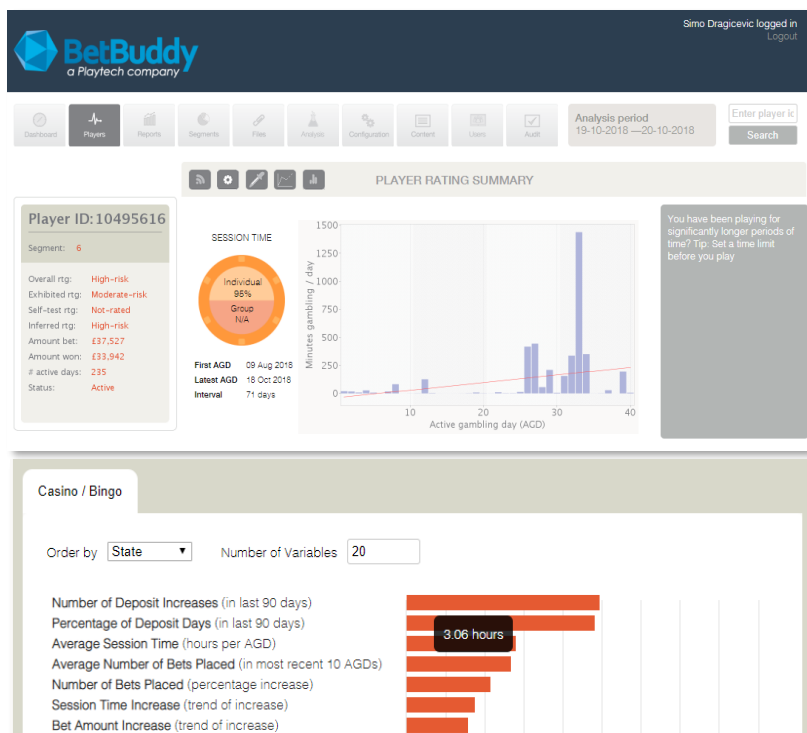 Simo Dragicevic logged in
Logout
BetBuddy
a Playtech company
Dashboard
Players
Reports
Segments
Files
Analysis
Configuration
Content
Users
Audit
Analysis period
19-10-2018 —20-10-2018
Enter player ic
Search
PLAYER RATING SUMMARY
Player ID: 10495616
Segment: 6
Overall rtg: High-risk
Exhibited rtg: Moderate-risk
Self-test rtg: Not-rated
Inferred rtg: High-risk
Amount bet: £37,527
Amount won: £33,942
# active days: 235
Status: Active
SESSION TIME
Individual
95%
Group
N/A
First AGD 09 Aug 2018
Latest AGD 18 Oct 2018
Interval 71 days
Minutes gambling / day
1500
1250
1000
750
500
250
0
10 20 30 40
Active gambling day (AGD)
You have been playing for
significantly longer periods of
time? Tip: Set a time limit
before you play
Casino / Bingo
Order by State Number of Variables 20
Number of Deposit Increases (in last 90 days)
Percentage of Deposit Days (in last 90 days)
3.06 hours
Average Session Time (hours per AGD)
Average Number of Bets Placed (in most recent 10 AGDs)
Number of Bets Placed (percentage increase)
Session Time Increase (trend of increase)
Bet Amount Increase (trend of increase)